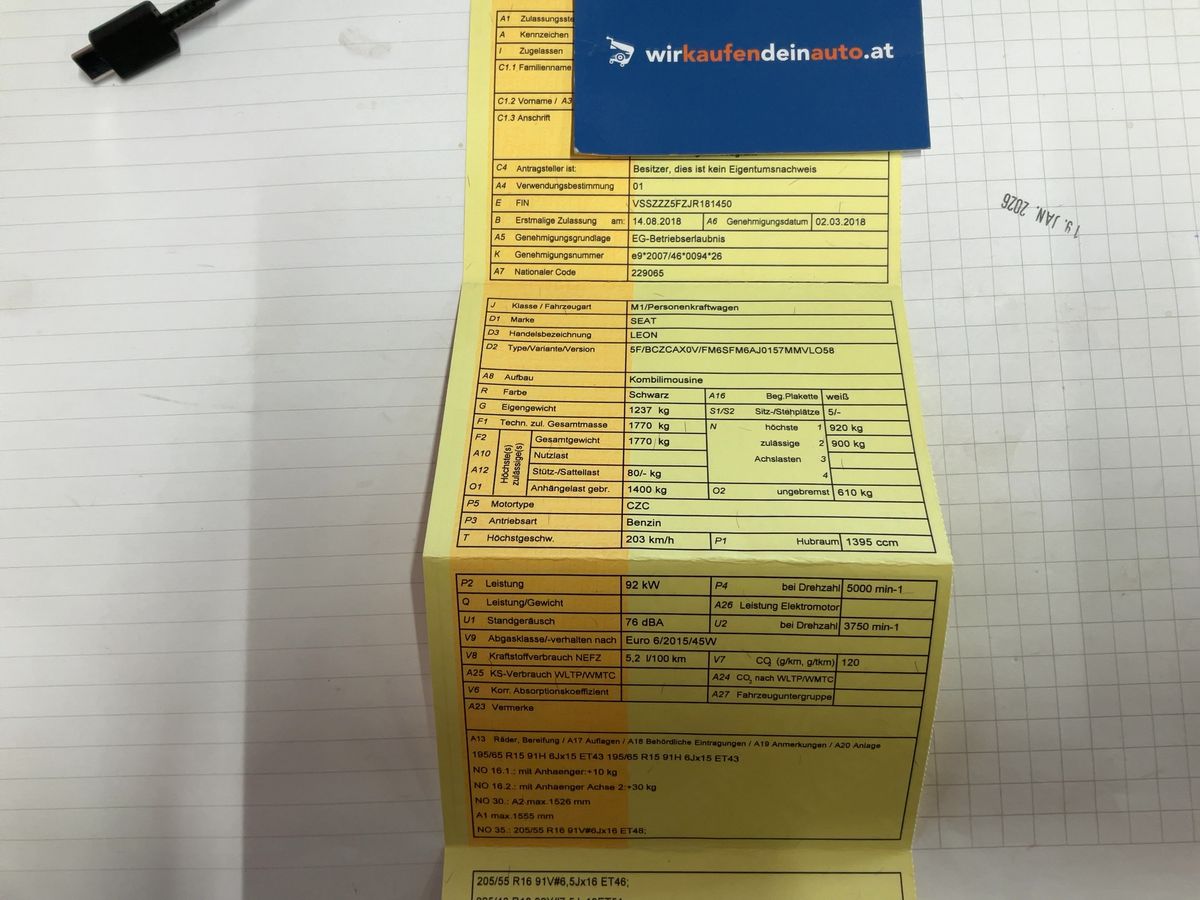 A1 Zulassungsste
A Kennzeichen
I Zugelassen
C1.1 Familienname
C1.2 Vorname / A3
C1.3 Anschrift
wirkaufendeinauto.at
19. JAN. 2026
C4 Antragsteller ist: Besitzer, dies ist kein Eigentumsnachweis
A4 Verwendungsbestimmung 01
E FIN VSSZZZ5FZJR181450
B Erstmalige Zulassung am: 14.08.2018 A6 Genehmigungsdatum 02.03.2018
A5 Genehmigungsgrundlage EG-Betriebserlaubnis
K Genehmigungsnummer e9*2007/46*0094*26
A7 Nationaler Code 229065
J Klasse / Fahrzeugart M1/Personenkraftwagen
D1 Marke SEAT
D3 Handelsbezeichnung LEON
D2 Type/Variante/Version 5F/BCZCAX0V/FM6SFM6AJ0157MMVLO58
A8 Aufbau Kombilimousine
R Farbe Schwarz A16 Beg.Plakette weiß
G Eigengewicht 1237 kg S1/S2 Sitz-/Stehplätze 5/-
F1 Techn. zul. Gesamtmasse 1770 kg N höchste 1 920 kg
F2 Höchste(s) zulässige(s) Gesamtgewicht 1770 kg zulässige 2 900 kg
A10 Nutzlast Achslasten 3
A12 Stütz-/Sattellast 80/- kg 4
O1 Anhängelast gebr. 1400 kg O2 ungebremst 610 kg
P5 Motortype CZC
P3 Antriebsart Benzin
T Höchstgeschw. 203 km/h P1 Hubraum 1395 ccm
P2 Leistung 92 kW P4 bei Drehzahl 5000 min-1
Q Leistung/Gewicht A26 Leistung Elektromotor
U1 Standgeräusch 76 dBA U2 bei Drehzahl 3750 min-1
V9 Abgasklasse/-verhalten nach Euro 6/2015/45W
V8 Kraftstoffverbrauch NEFZ 5,2 l/100 km V7 CO2 (g/km, g/tkm) 120
A25 KS-Verbrauch WLTP/WMTC A24 CO2 nach WLTP/WMTC
V6 Korr. Absorptionskoeffizient A27 Fahrzeuguntergruppe
A23 Vermerke
A13 Räder, Bereifung / A17 Auflagen / A18 Behördliche Eintragungen / A19 Anmerkungen / A20 Anlage
195/65 R15 91H 6Jx15 ET43 195/65 R15 91H 6Jx15 ET43
NO 16.1.: mit Anhaenger:+10 kg
NO 16.2.: mit Anhaenger Achse 2:+30 kg
NO 30.: A2 max.1526 mm
A1 max.1555 mm
NO 35.: 205/55 R16 91V#6Jx16 ET48;
205/55 R16 91V#6,5Jx16 ET46;